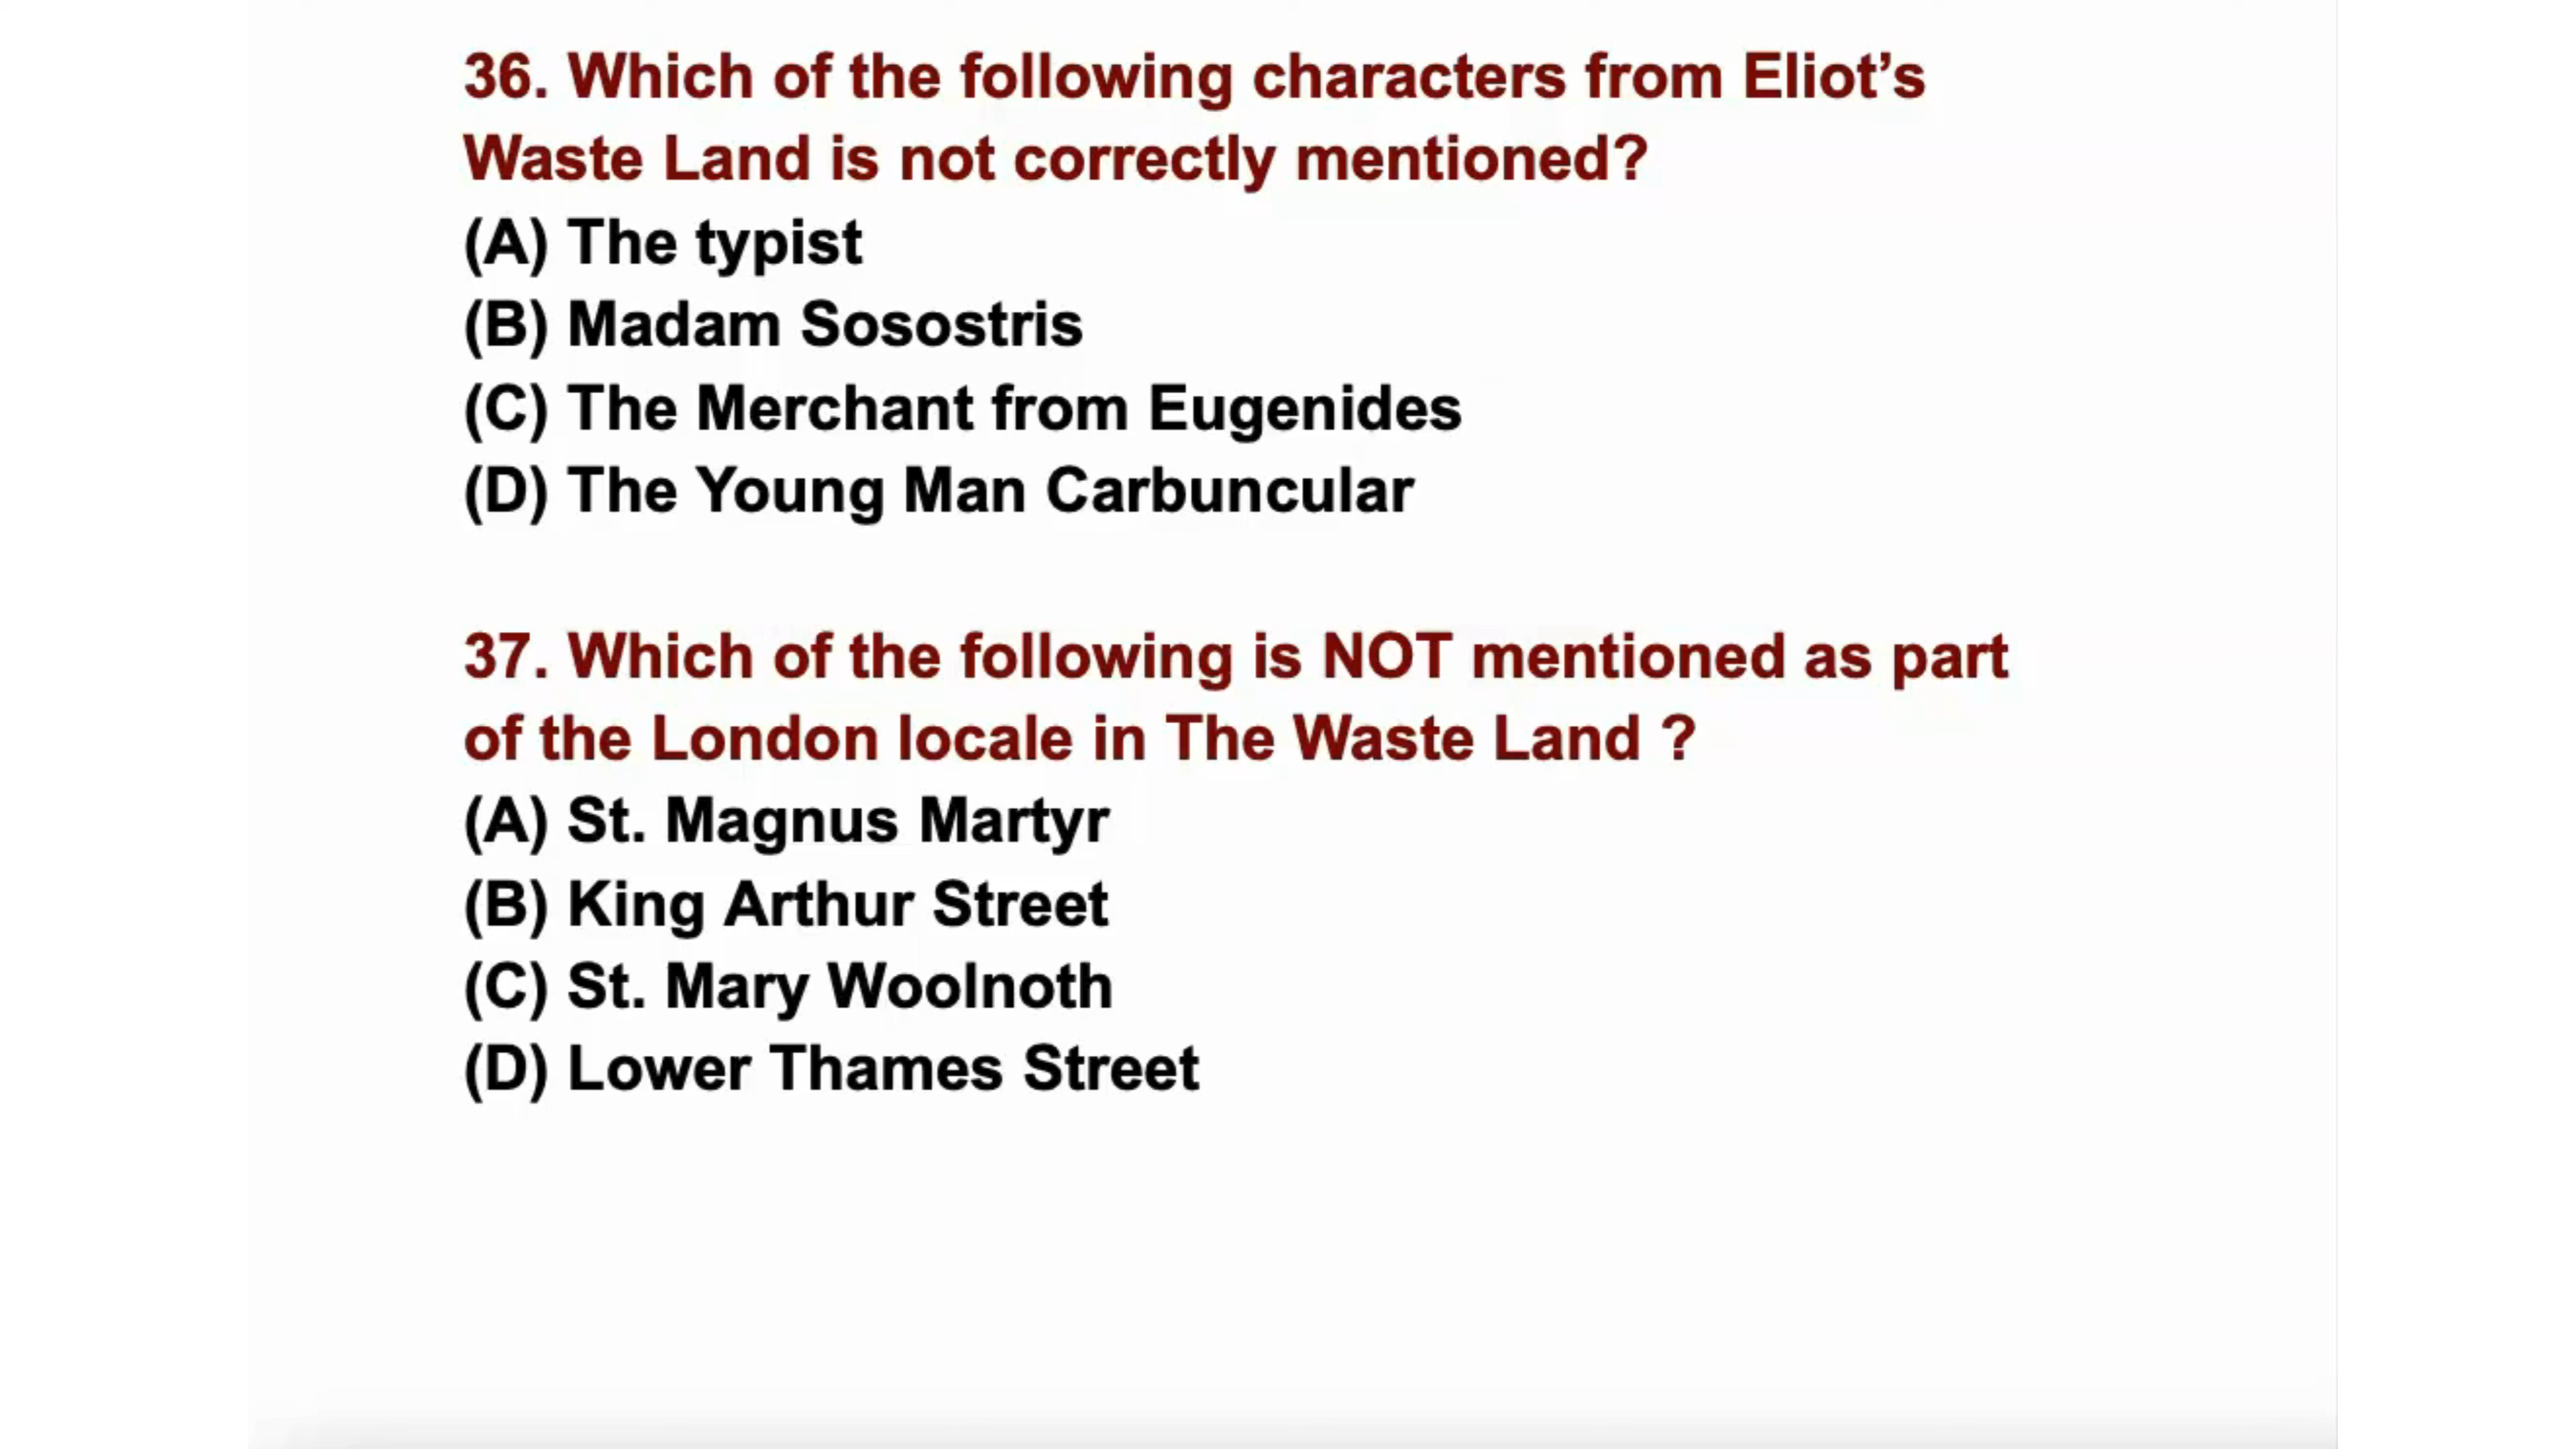 36. Which of the following characters from Eliot’s
Waste Land is not correctly mentioned?
(A) The typist
(B) Madam Sosostris
(C) The Merchant from Eugenides
(D) The Young Man Carbuncular
37. Which of the following is NOT mentioned as part
of the London locale in The Waste Land ?
(A) St. Magnus Martyr
(B) King Arthur Street
(C) St. Mary Woolnoth
(D) Lower Thames Street